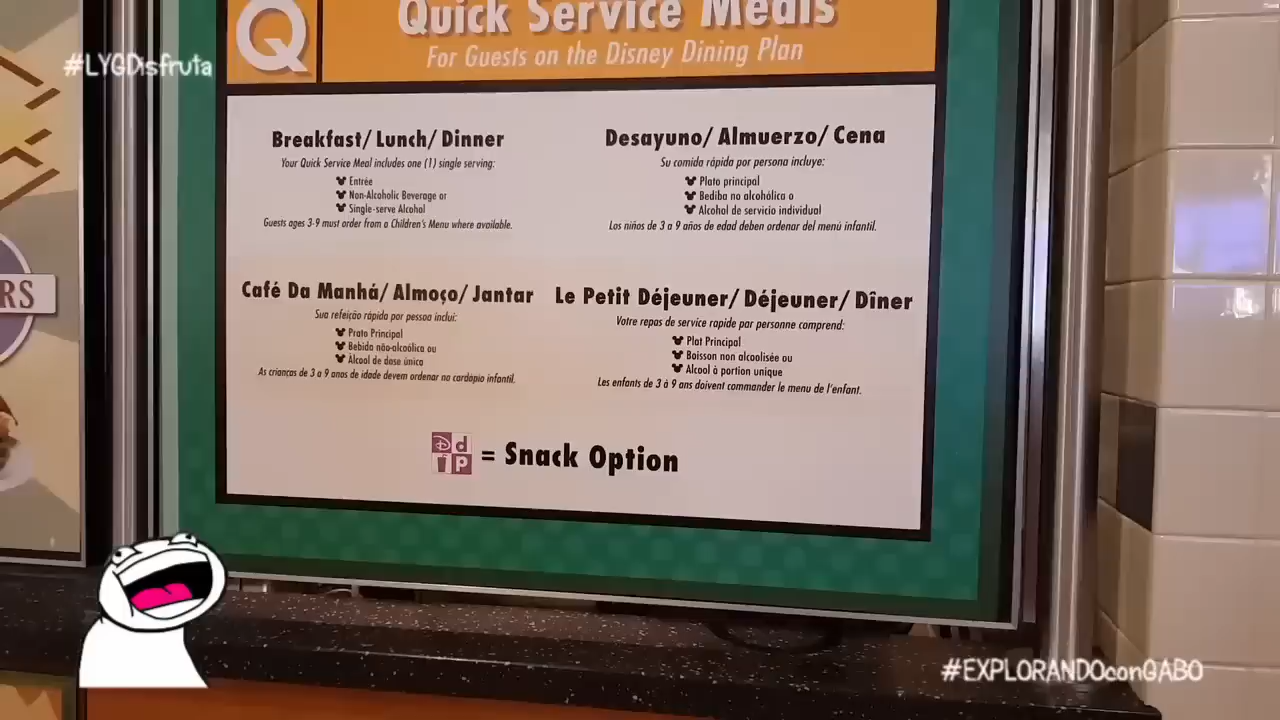 Q
Quick Service Meals
For Guests on the Disney Dining Plan
#LYGDisfruta
Breakfast/ Lunch/ Dinner
Your Quick Service Meal includes one (1) single serving:
Entrée
Non-Alcoholic Beverage or
Single-serve Alcohol
Guests ages 3-9 must order from a Children's Menu where available.
Desayuno/ Almuerzo/ Cena
Su comida rápida por persona incluye:
Plato principal
Bediba no alcohólica o
Alcohol de servicio individual
Los niños de 3 a 9 años de edad deben ordenar del menú infantil.
Café Da Manhá/ Almoço/ Jantar
Sua refeição rápida por pessoa inclui:
Prato Principal
Bebida não-alcoólica ou
Álcool de dose única
As crianças de 3 a 9 anos de idade devem ordenar no cardápio infantil.
Le Petit Déjeuner/ Déjeuner/ Dîner
Votre repas de service rapide par personne comprend:
Plat Principal
Boisson non alcoolisée ou
Alcool à portion unique
Les enfants de 3 à 9 ans doivent commander le menu de l'enfant.
D d
P = Snack Option
RS
#EXPLORANDOconGABO